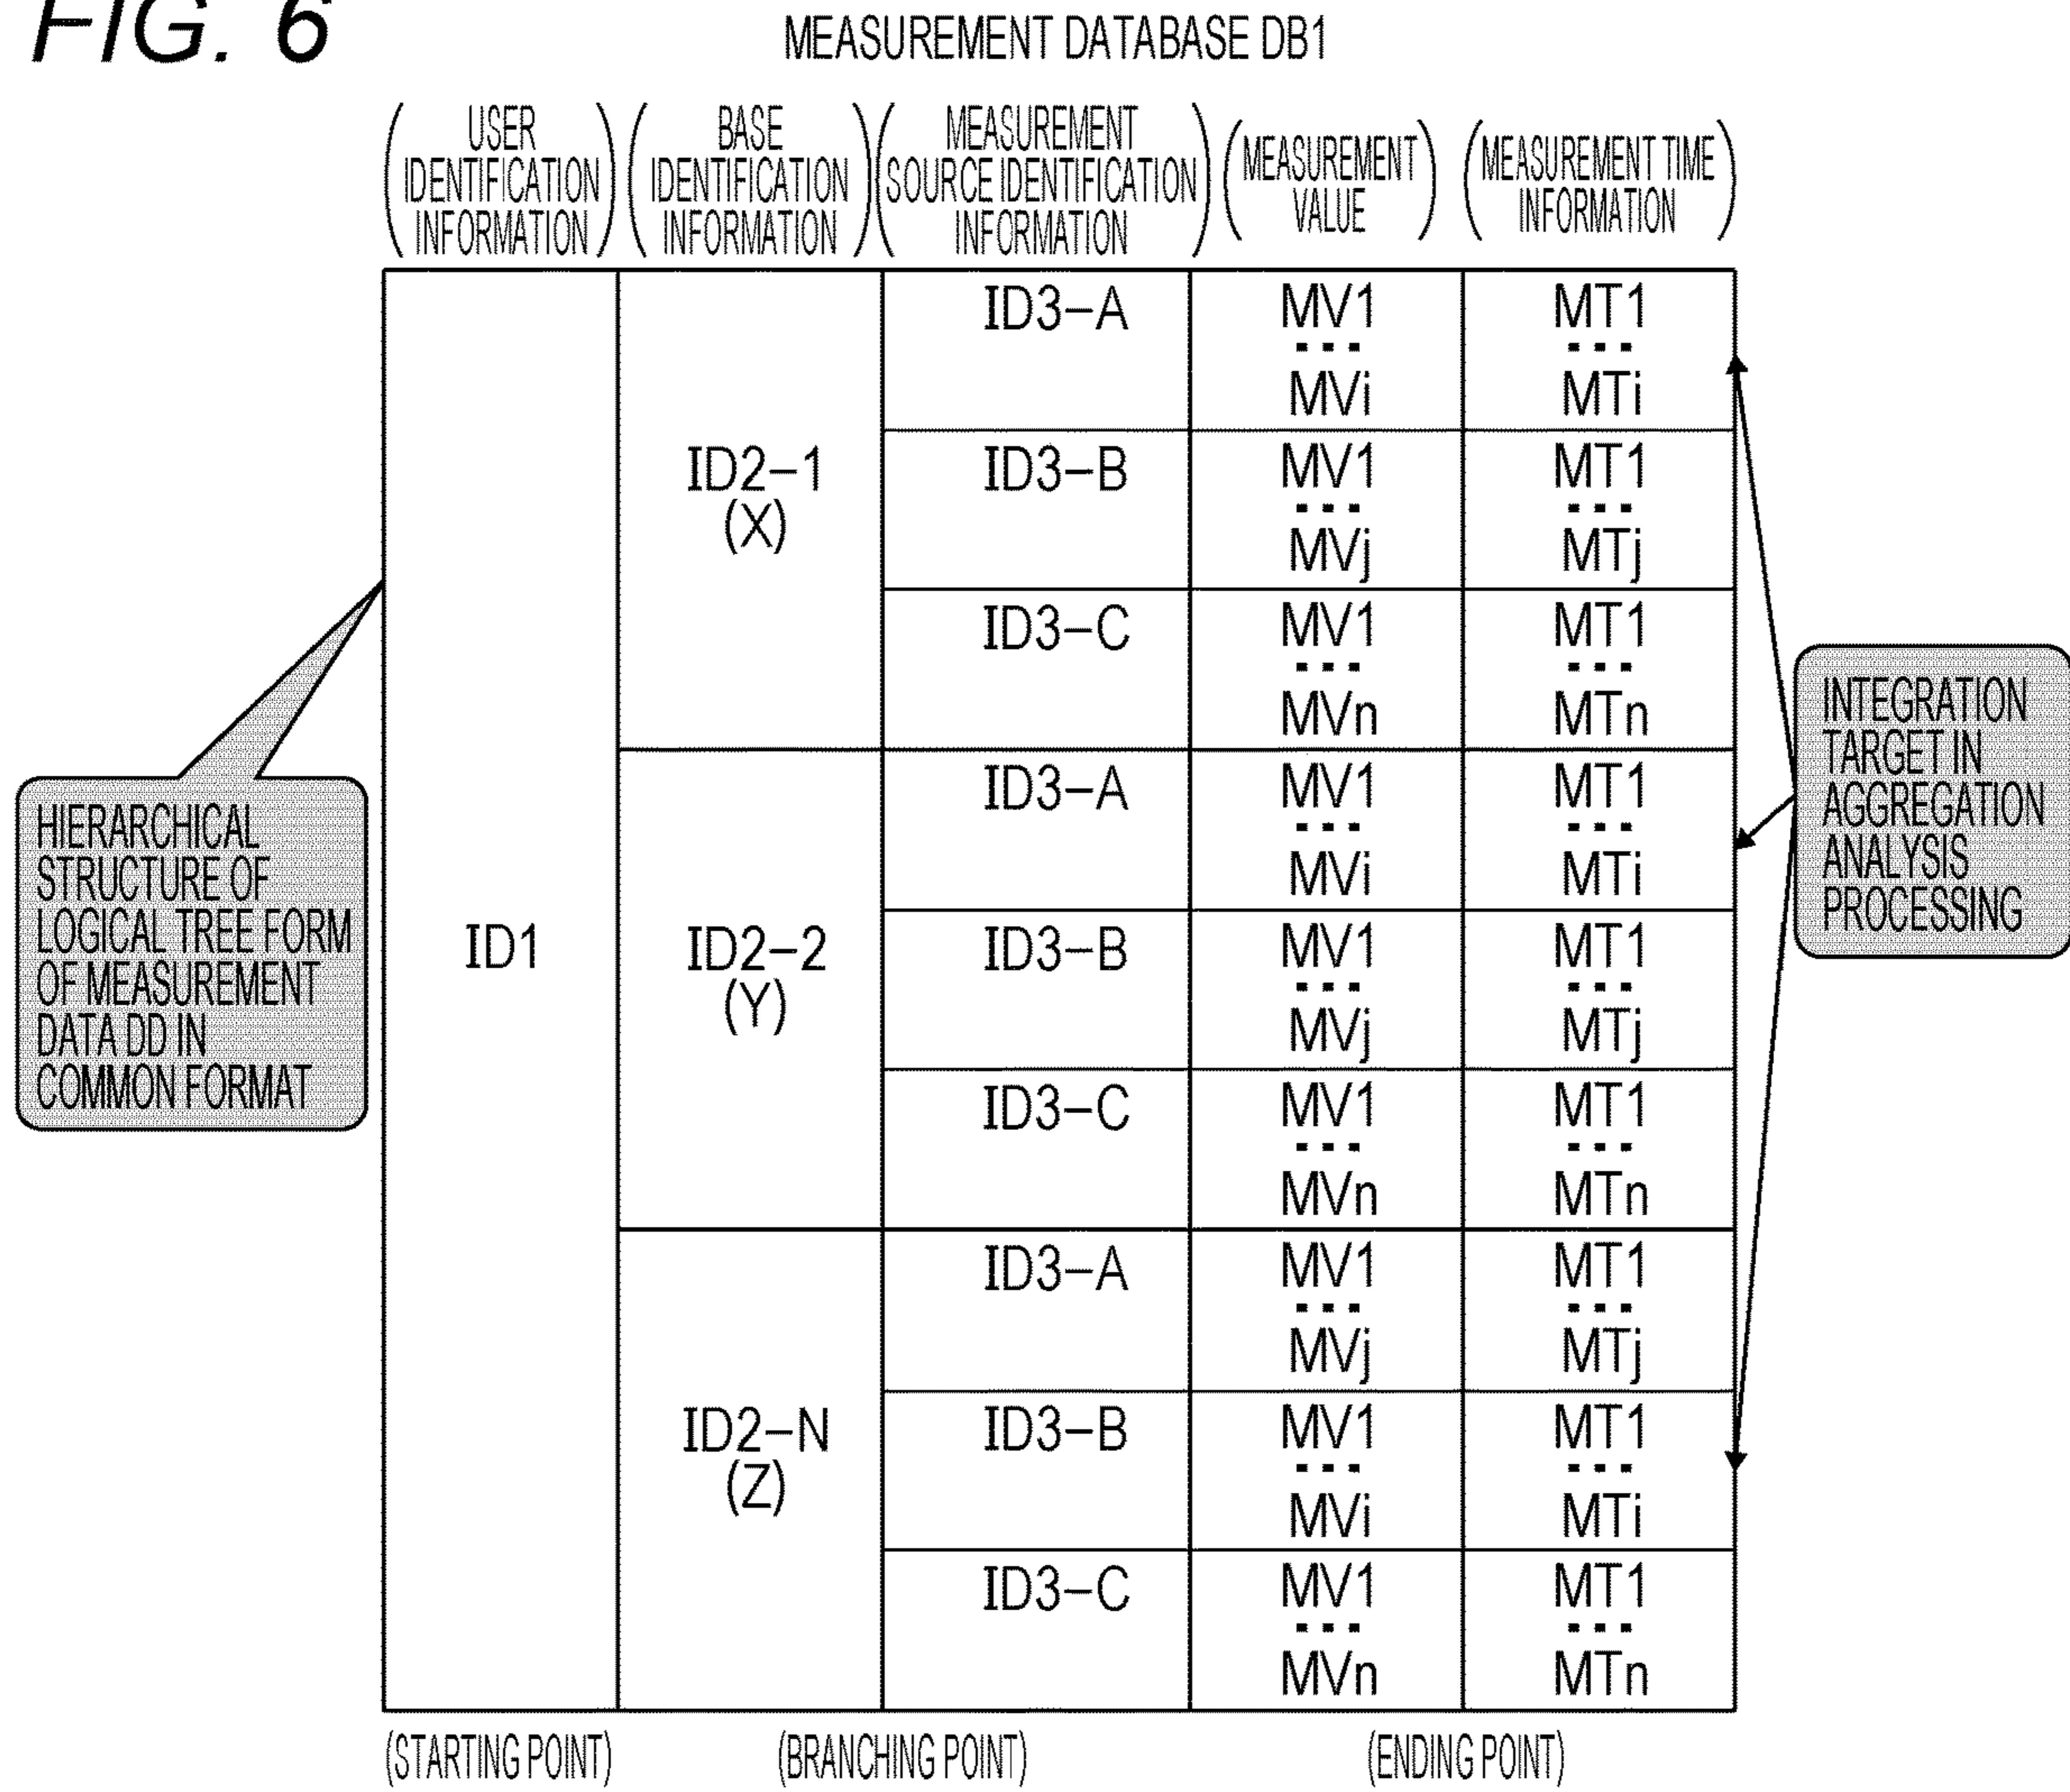 FIG. 6
MEASUREMENT DATABASE DB1
(USER
IDENTIFICATION
INFORMATION)
(BASE
IDENTIFICATION
INFORMATION)
(MEASUREMENT
SOURCE IDENTIFICATION
INFORMATION)
(MEASUREMENT
VALUE)
(MEASUREMENT TIME
INFORMATION)
HIERARCHICAL
STRUCTURE OF
LOGICAL TREE FORM
OF MEASUREMENT
DATA DD IN
COMMON FORMAT
ID1
ID2-1
(X)
ID3-A MV1 MT1
... ...
MVi MTi
ID3-B MV1 MT1
... ...
MVj MTj
ID3-C MV1 MT1
... ...
MVn MTn
ID2-2
(Y)
ID3-A MV1 MT1
... ...
MVi MTi
ID3-B MV1 MT1
... ...
MVj MTj
ID3-C MV1 MT1
... ...
MVn MTn
ID2-N
(Z)
ID3-A MV1 MT1
... ...
MVj MTj
ID3-B MV1 MT1
... ...
MVi MTi
ID3-C MV1 MT1
... ...
MVn MTn
INTEGRATION
TARGET IN
AGGREGATION
ANALYSIS
PROCESSING
(STARTING POINT) (BRANCHING POINT) (ENDING POINT)